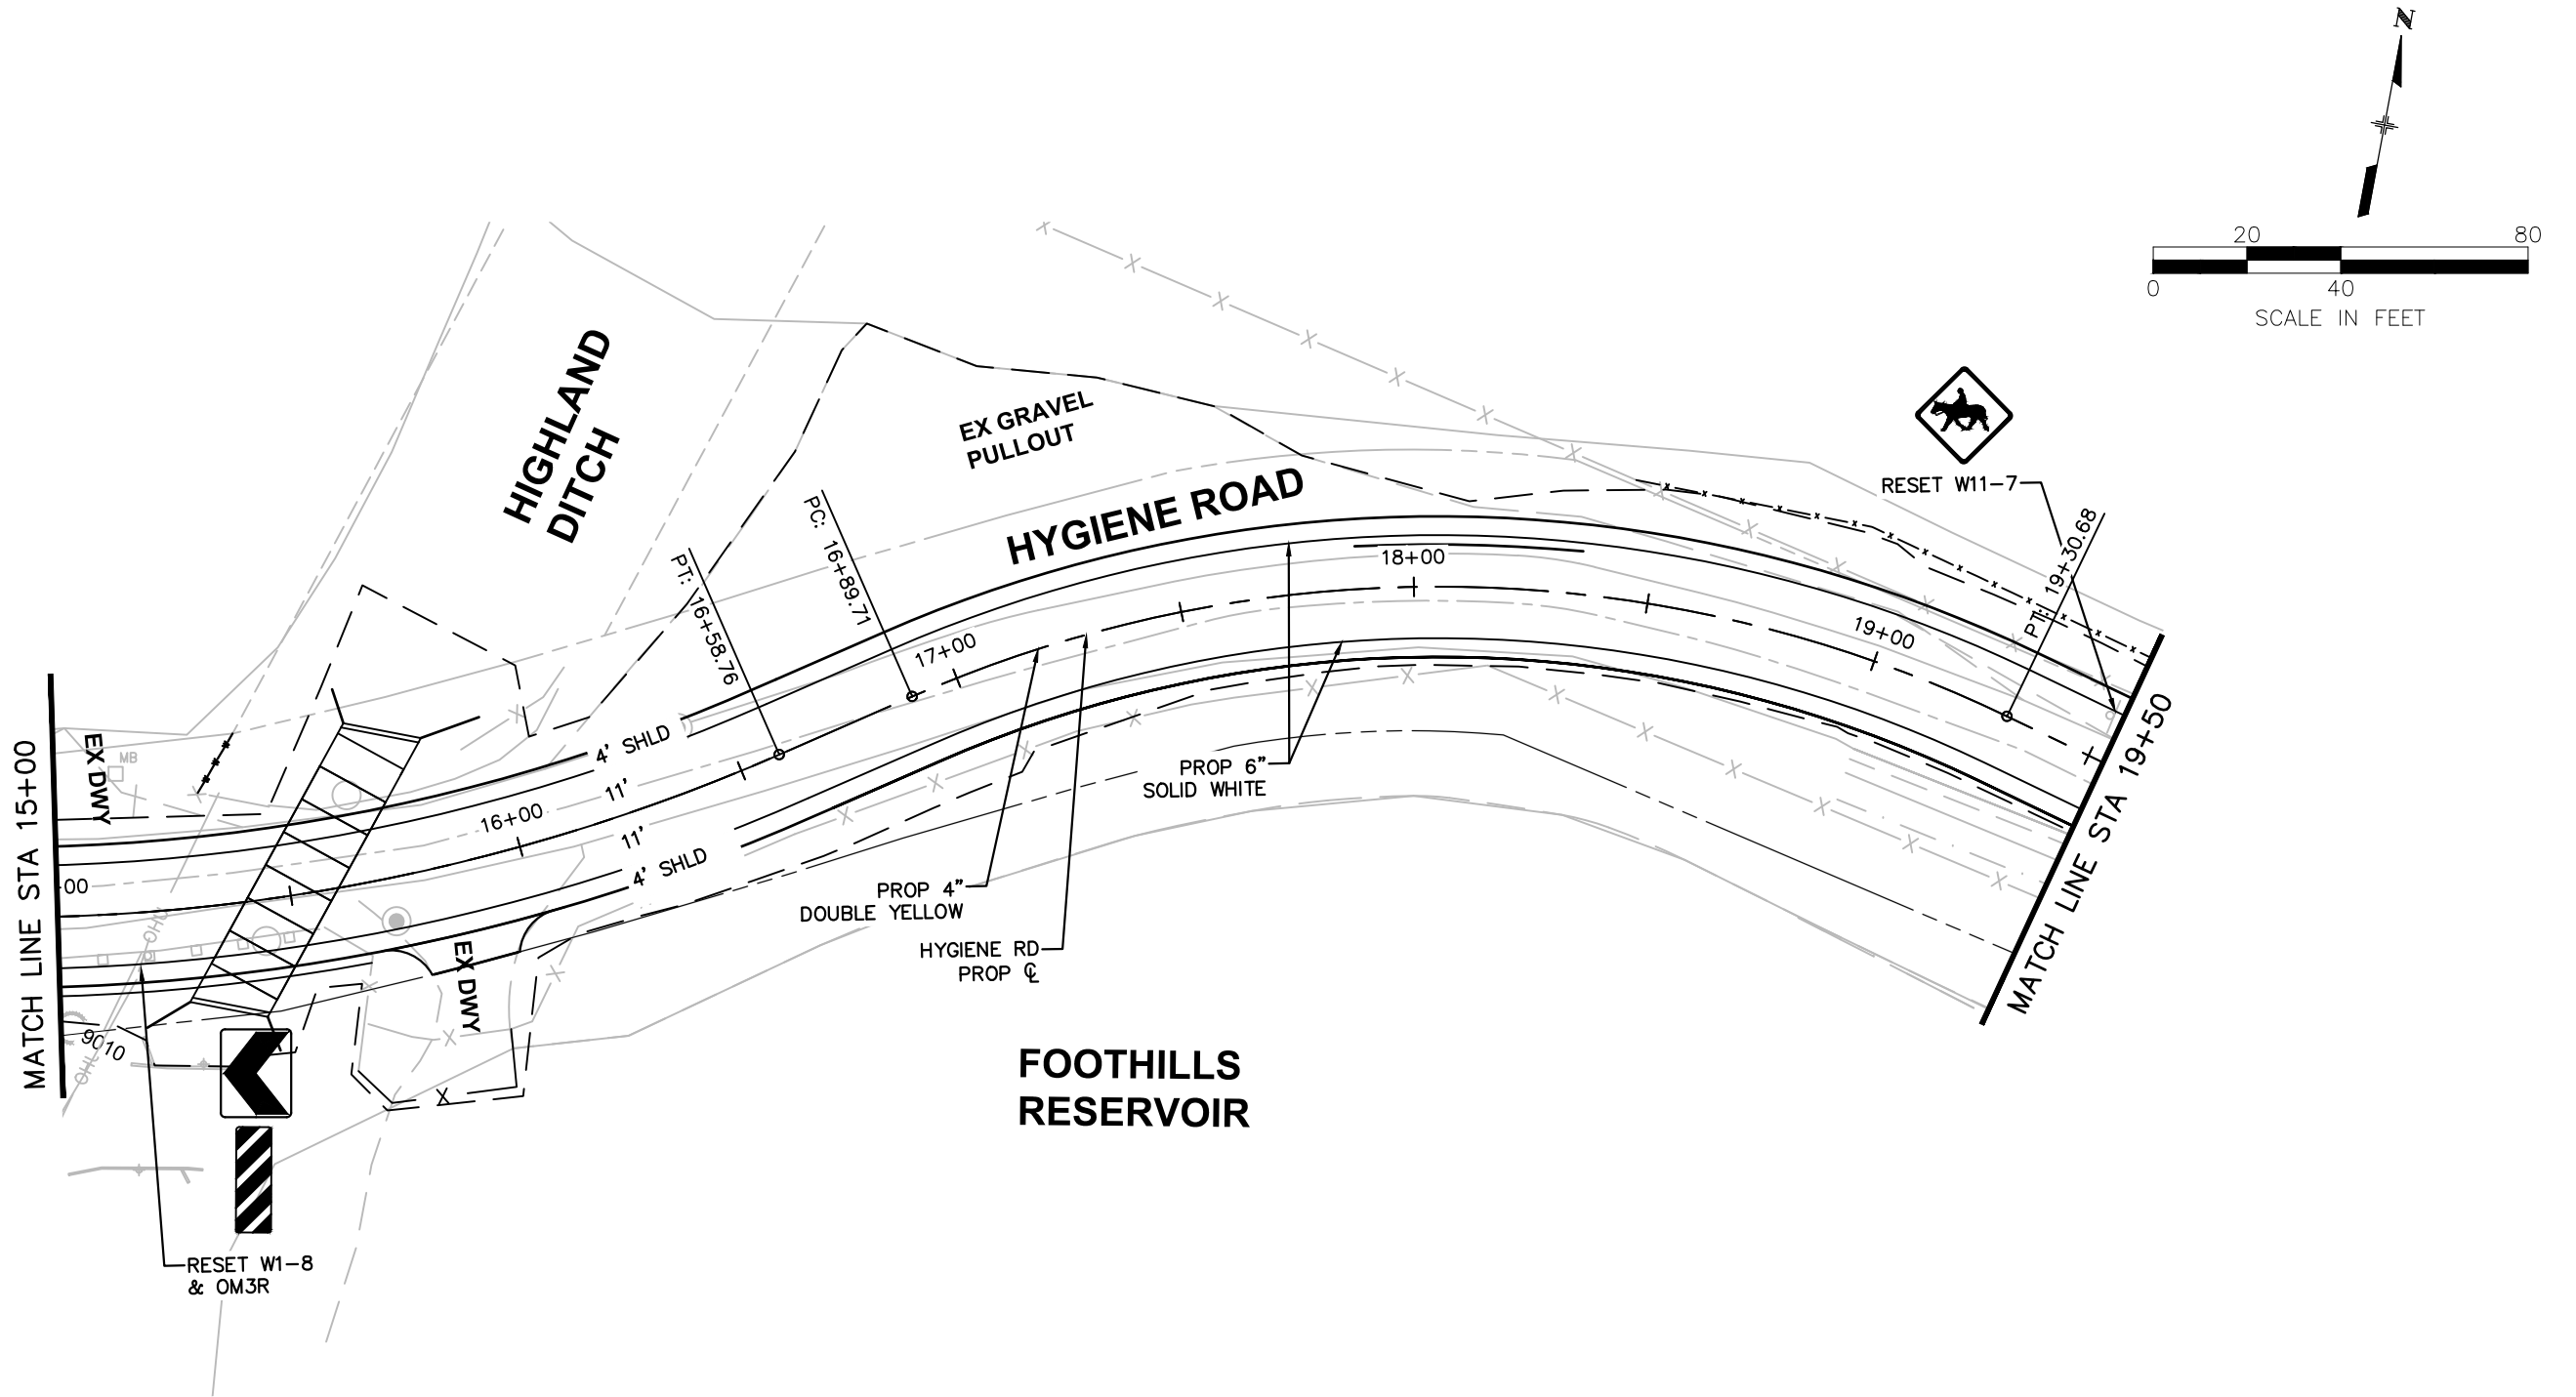 N
20 80
0 40
SCALE IN FEET
HIGHLAND
DITCH
EX GRAVEL
PULLOUT
HYGIENE ROAD
RESET W11-7
PC: 16+89.71
PT: 16+58.76
PT: 19+30.68
18+00
17+00
19+00
16+00
4' SHLD
11'
11'
4' SHLD
MATCH LINE STA 15+00
EX DWY
MB
+00
OHU
OHU
9010
EX DWY
PROP 6"
SOLID WHITE
PROP 4"
DOUBLE YELLOW
HYGIENE RD
PROP ℄
MATCH LINE STA 19+50
FOOTHILLS
RESERVOIR
RESET W1-8
& OM3R